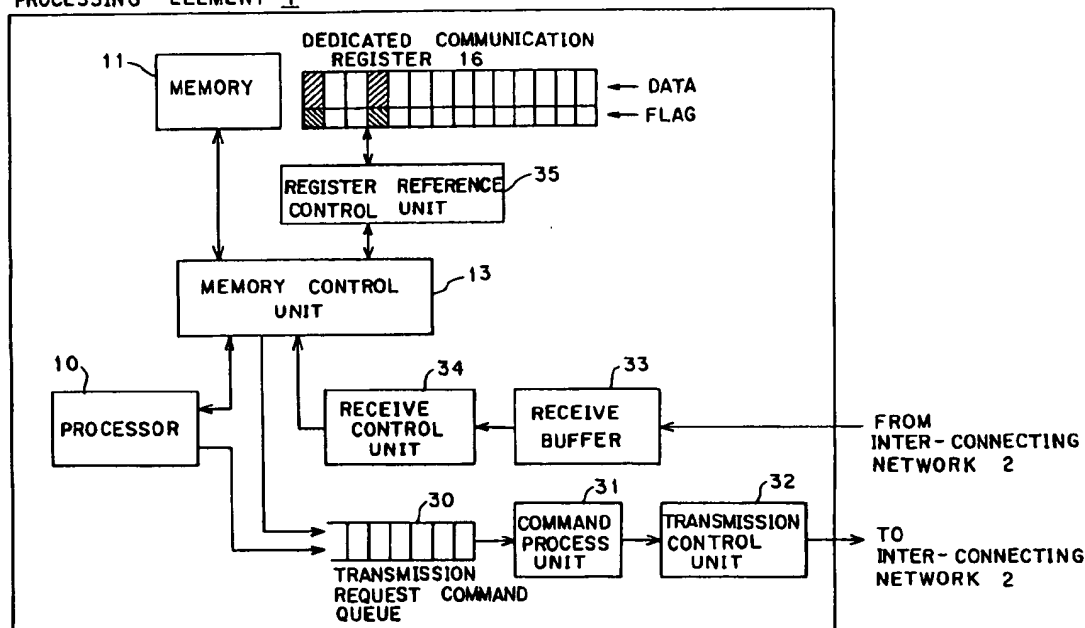 PROCESSING ELEMENT 1
DEDICATED COMMUNICATION
REGISTER 16
11
MEMORY
DATA
FLAG
35
REGISTER REFERENCE
CONTROL UNIT
MEMORY CONTROL
UNIT
13
10
PROCESSOR
34
RECEIVE
CONTROL
UNIT
33
RECEIVE
BUFFER
FROM
INTER-CONNECTING
NETWORK 2
30
TRANSMISSION
REQUEST COMMAND
QUEUE
31
COMMAND
PROCESS
UNIT
32
TRANSMISSION
CONTROL
UNIT
TO
INTER-CONNECTING
NETWORK 2